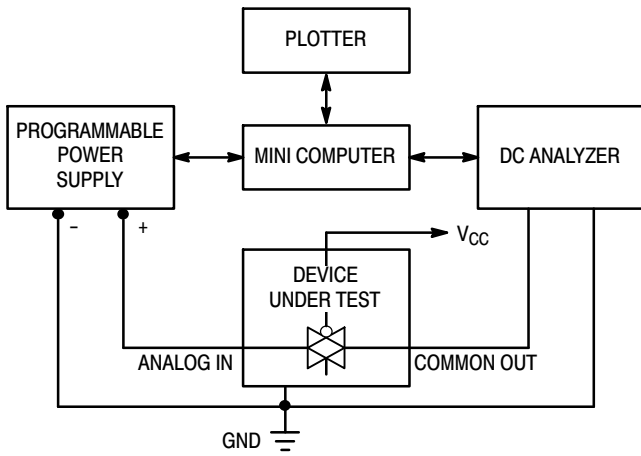 PLOTTER
PROGRAMMABLE
POWER
SUPPLY
MINI COMPUTER
DC ANALYZER
– +
VCC
DEVICE
UNDER TEST
ANALOG IN
COMMON OUT
GND